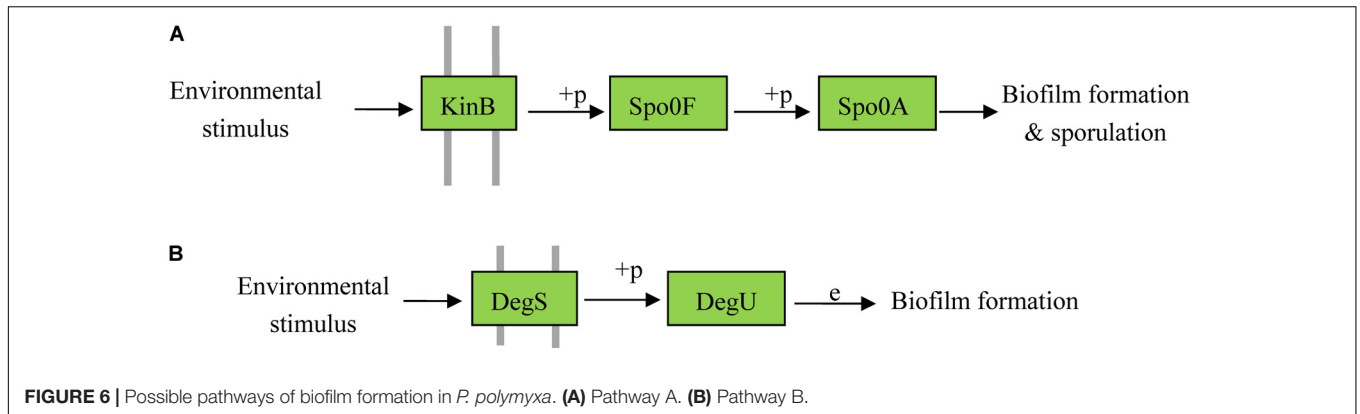 A
Environmental
stimulus
KinB
+p
Spo0F
+p
Spo0A
Biofilm formation
& sporulation
B
Environmental
stimulus
DegS
+p
DegU
e
Biofilm formation
FIGURE 6 | Possible pathways of biofilm formation in P. polymyxa. (A) Pathway A. (B) Pathway B.